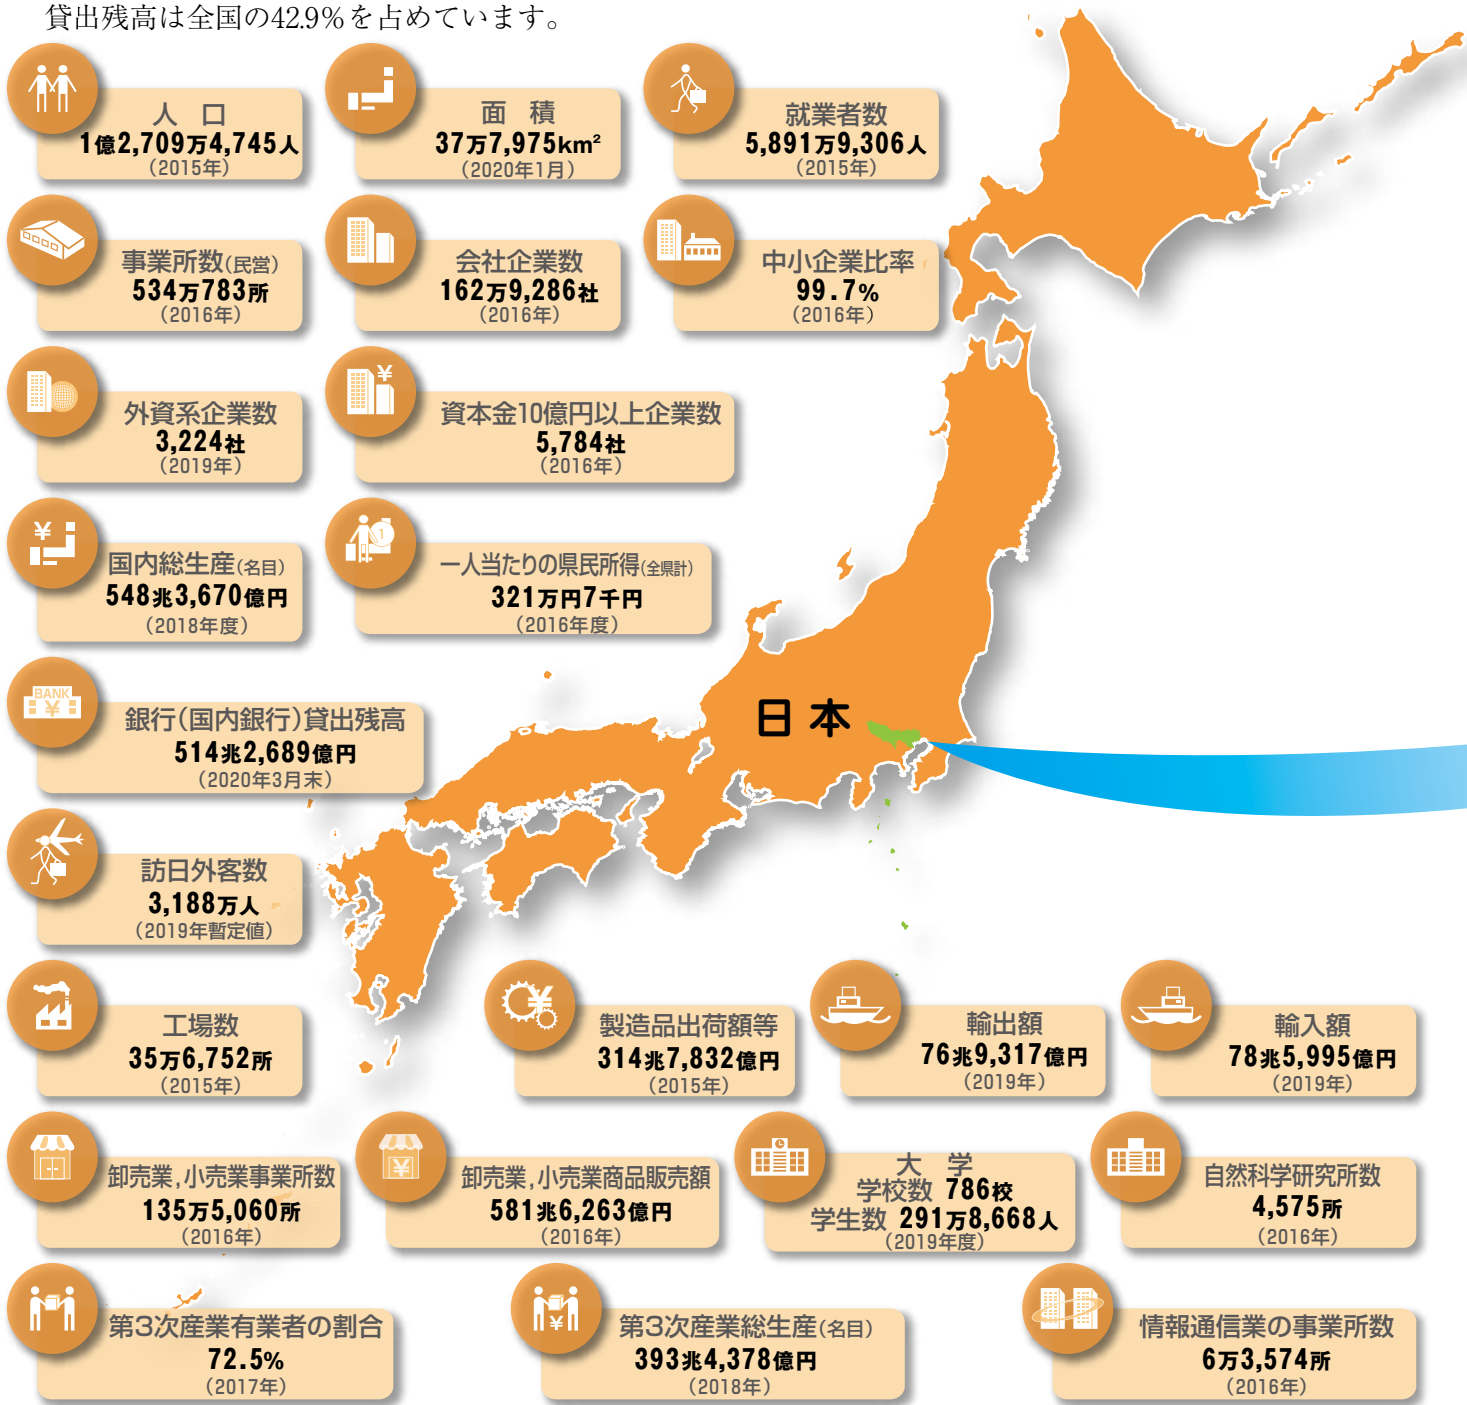 貸出残高は全国の42.9％を占めています。
人　口
1億2,709万4,745人
（2015年）
面　積
37万7,975km²
（2020年1月）
就業者数
5,891万9,306人
（2015年）
事業所数（民営）
534万783所
（2016年）
会社企業数
162万9,286社
（2016年）
中小企業比率
99.7％
（2016年）
外資系企業数
3,224社
（2019年）
資本金10億円以上企業数
5,784社
（2016年）
国内総生産（名目）
548兆3,670億円
（2018年度）
一人当たりの県民所得（全県計）
321万円7千円
（2016年度）
日本
BANK
銀行（国内銀行）貸出残高
514兆2,689億円
（2020年3月末）
訪日外客数
3,188万人
（2019年暫定値）
工場数
35万6,752所
（2015年）
製造品出荷額等
314兆7,832億円
（2015年）
輸出額
76兆9,317億円
（2019年）
輸入額
78兆5,995億円
（2019年）
卸売業，小売業事業所数
135万5,060所
（2016年）
卸売業，小売業商品販売額
581兆6,263億円
（2016年）
大　学
学校数 786校
学生数 291万8,668人
（2019年度）
自然科学研究所数
4,575所
（2016年）
第3次産業有業者の割合
72.5％
（2017年）
第3次産業総生産（名目）
393兆4,378億円
（2018年）
情報通信業の事業所数
6万3,574所
（2016年）